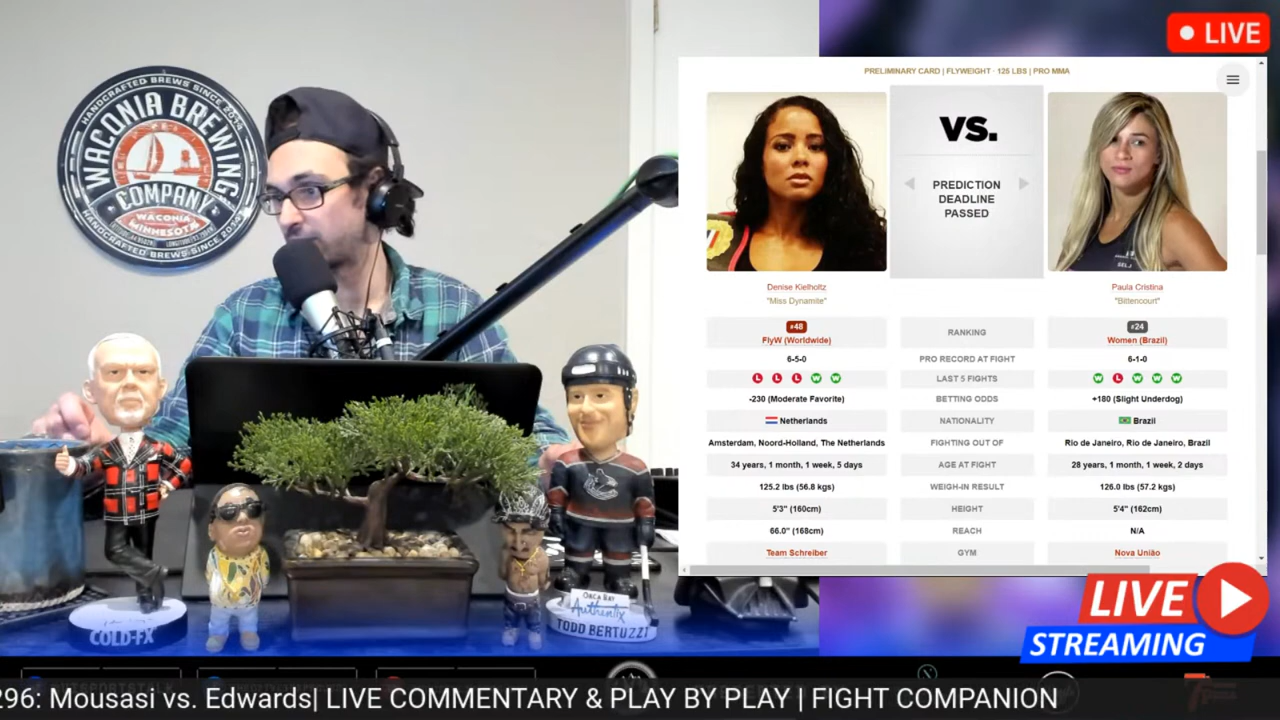 LIVE
HANDCRAFTED BREWS SINCE 2014
WACONIA BREWING
COMPANY
WACONIA
MINNESOTA
HANDCRAFTED BREWS SINCE
PRELIMINARY CARD | FLYWEIGHT · 125 LBS | PRO MMA
VS.
PREDICTION
DEADLINE
PASSED
Denise Kielholtz
Paula Cristina
"Miss Dynamite"
"Bittencourt"
#48 RANKING #24
FlyW (Worldwide) Women (Brazil)
6-5-0 PRO RECORD AT FIGHT 6-1-0
L L L W W LAST 5 FIGHTS W L W W W
-230 (Moderate Favorite) BETTING ODDS +180 (Slight Underdog)
Netherlands NATIONALITY Brazil
Amsterdam, Noord-Holland, The Netherlands FIGHTING OUT OF Rio de Janeiro, Rio de Janeiro, Brazil
34 years, 1 month, 1 week, 5 days AGE AT FIGHT 28 years, 1 month, 1 week, 2 days
125.2 lbs (56.8 kgs) WEIGH-IN RESULT 126.0 lbs (57.2 kgs)
5'3" (160cm) HEIGHT 5'4" (162cm)
66.0" (168cm) REACH N/A
Team Schreiber GYM Nova União
COLD-FX
ORCA BAY
Authentix
TODD BERTUZZI
LIVE
STREAMING
296: Mousasi vs. Edwards| LIVE COMMENTARY & PLAY BY PLAY | FIGHT COMPANION